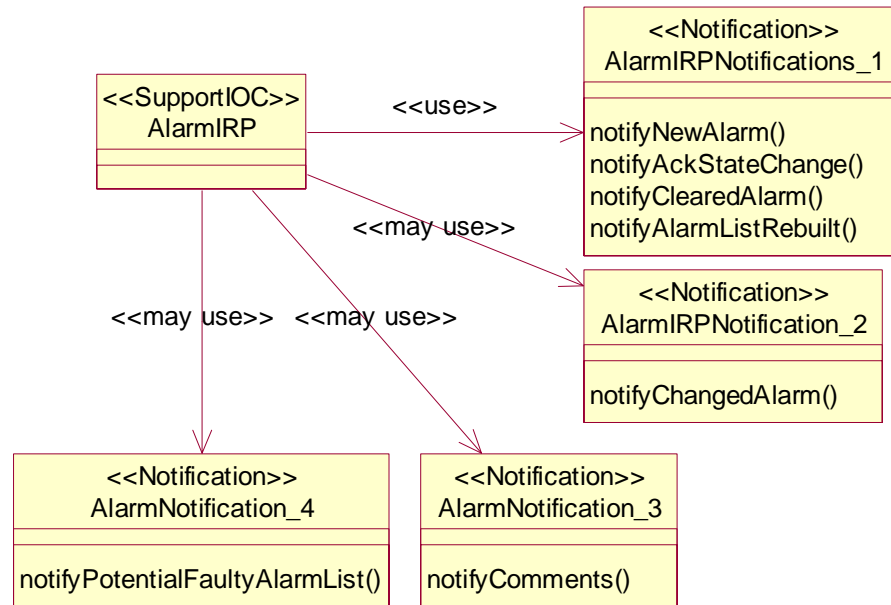 <<SupportIOC>>
AlarmIRP
<<use>>
<<Notification>>
AlarmIRPNotifications_1
notifyNewAlarm()
notifyAckStateChange()
notifyClearedAlarm()
notifyAlarmListRebuilt()
<<may use>>
<<Notification>>
AlarmIRPNotification_2
notifyChangedAlarm()
<<may use>>
<<may use>>
<<Notification>>
AlarmNotification_4
notifyPotentialFaultyAlarmList()
<<Notification>>
AlarmNotification_3
notifyComments()